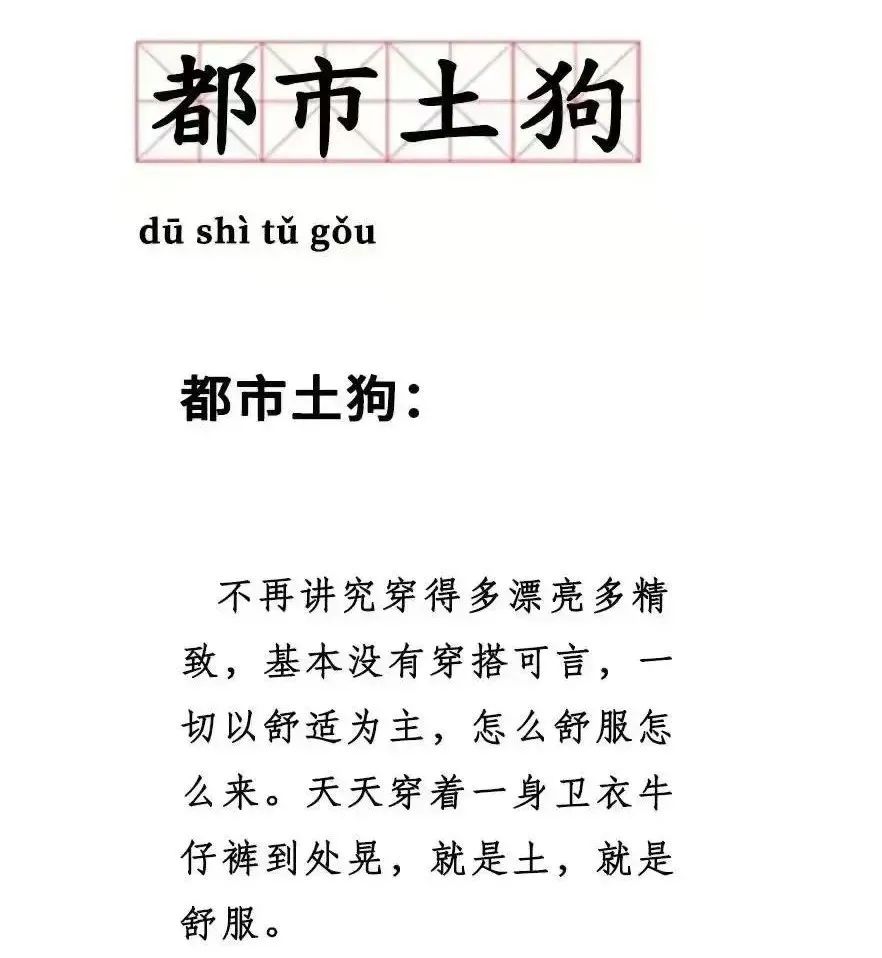 都市土狗
dū shì tǔ gǒu
都市土狗：
不再讲究穿得多漂亮多精
致，基本没有穿搭可言，一
切以舒适为主，怎么舒服怎
么来。天天穿着一身卫衣牛
仔裤到处晃，就是土，就是
舒服。